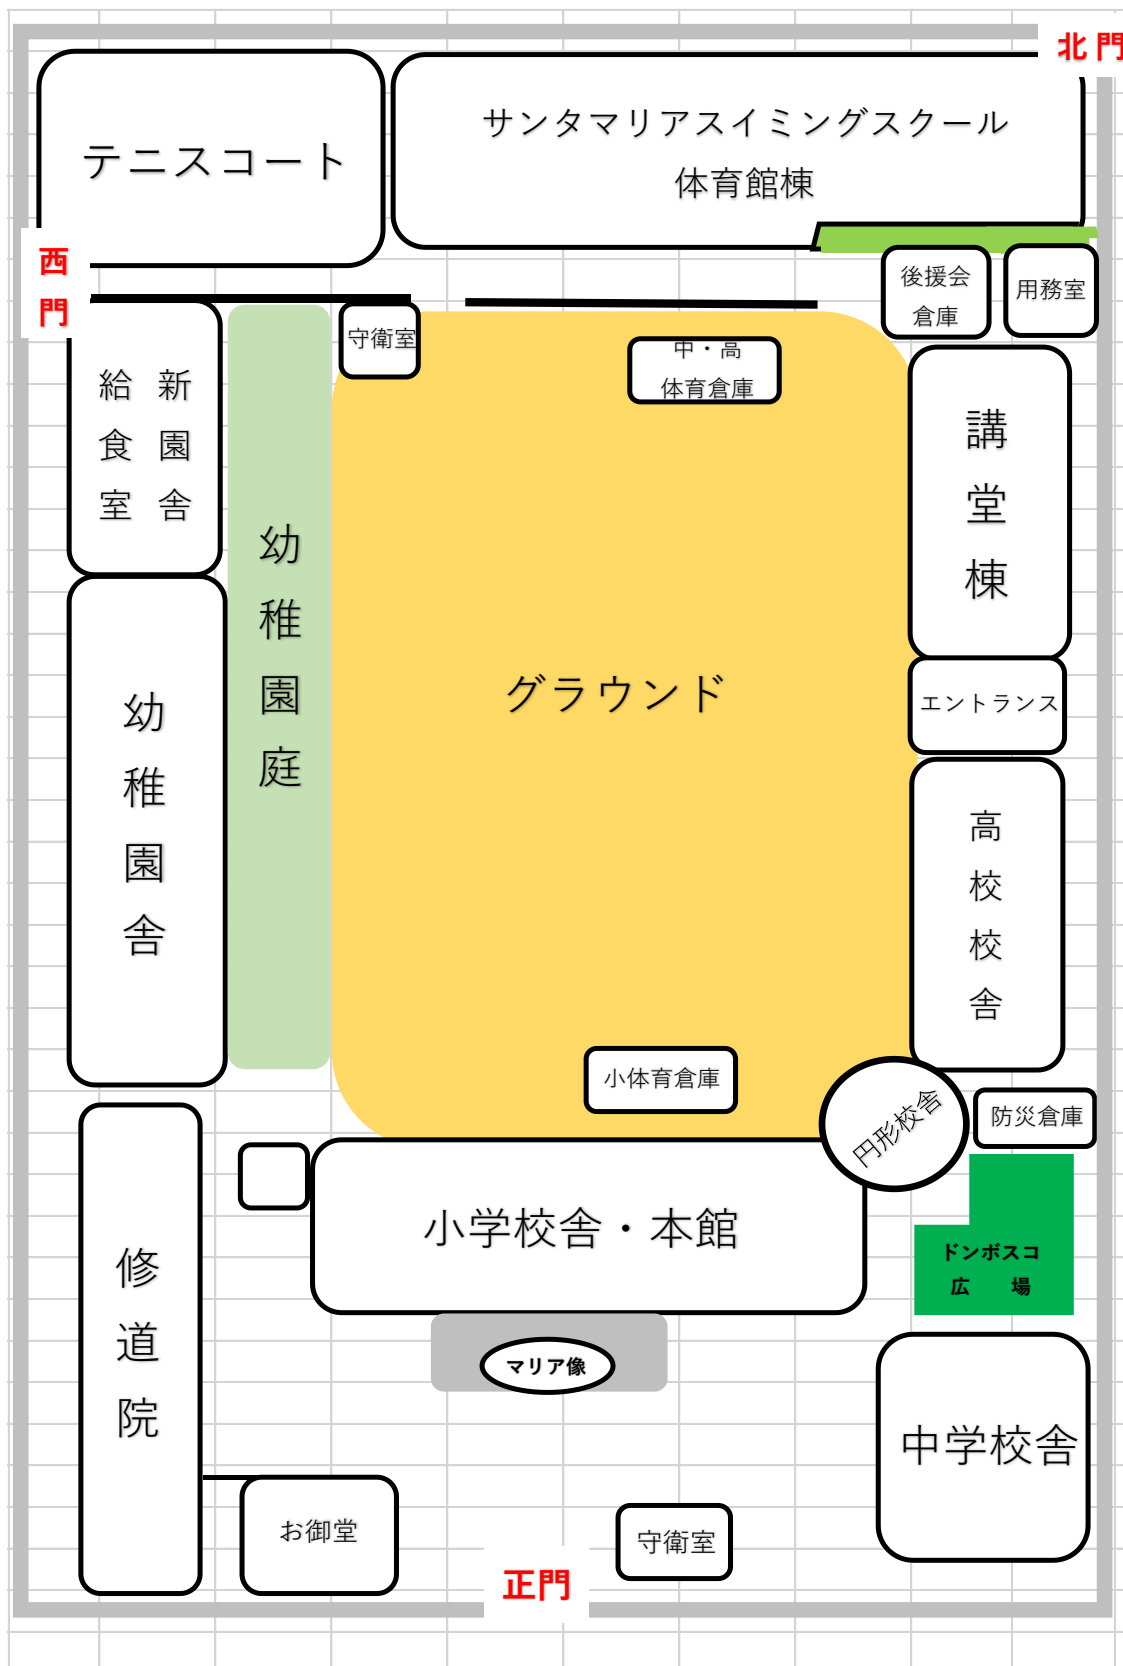 北門
テニスコート
サンタマリアスイミングスクール
体育館棟
西
門
後援会
倉庫
用務室
守衛室
中・高
体育倉庫
新園舎
給食室
講堂棟
幼稚園庭
エントランス
グラウンド
幼稚園舎
高校校舎
小体育倉庫
円形校舎
防災倉庫
小学校舎・本館
ドンボスコ
広 場
修道院
マリア像
中学校舎
お御堂
守衛室
正門